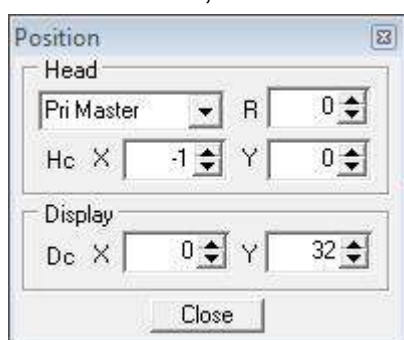 Position
Head
Pri Master R 0
Hc X -1 Y 0
Display
Dc X 0 Y 32
Close